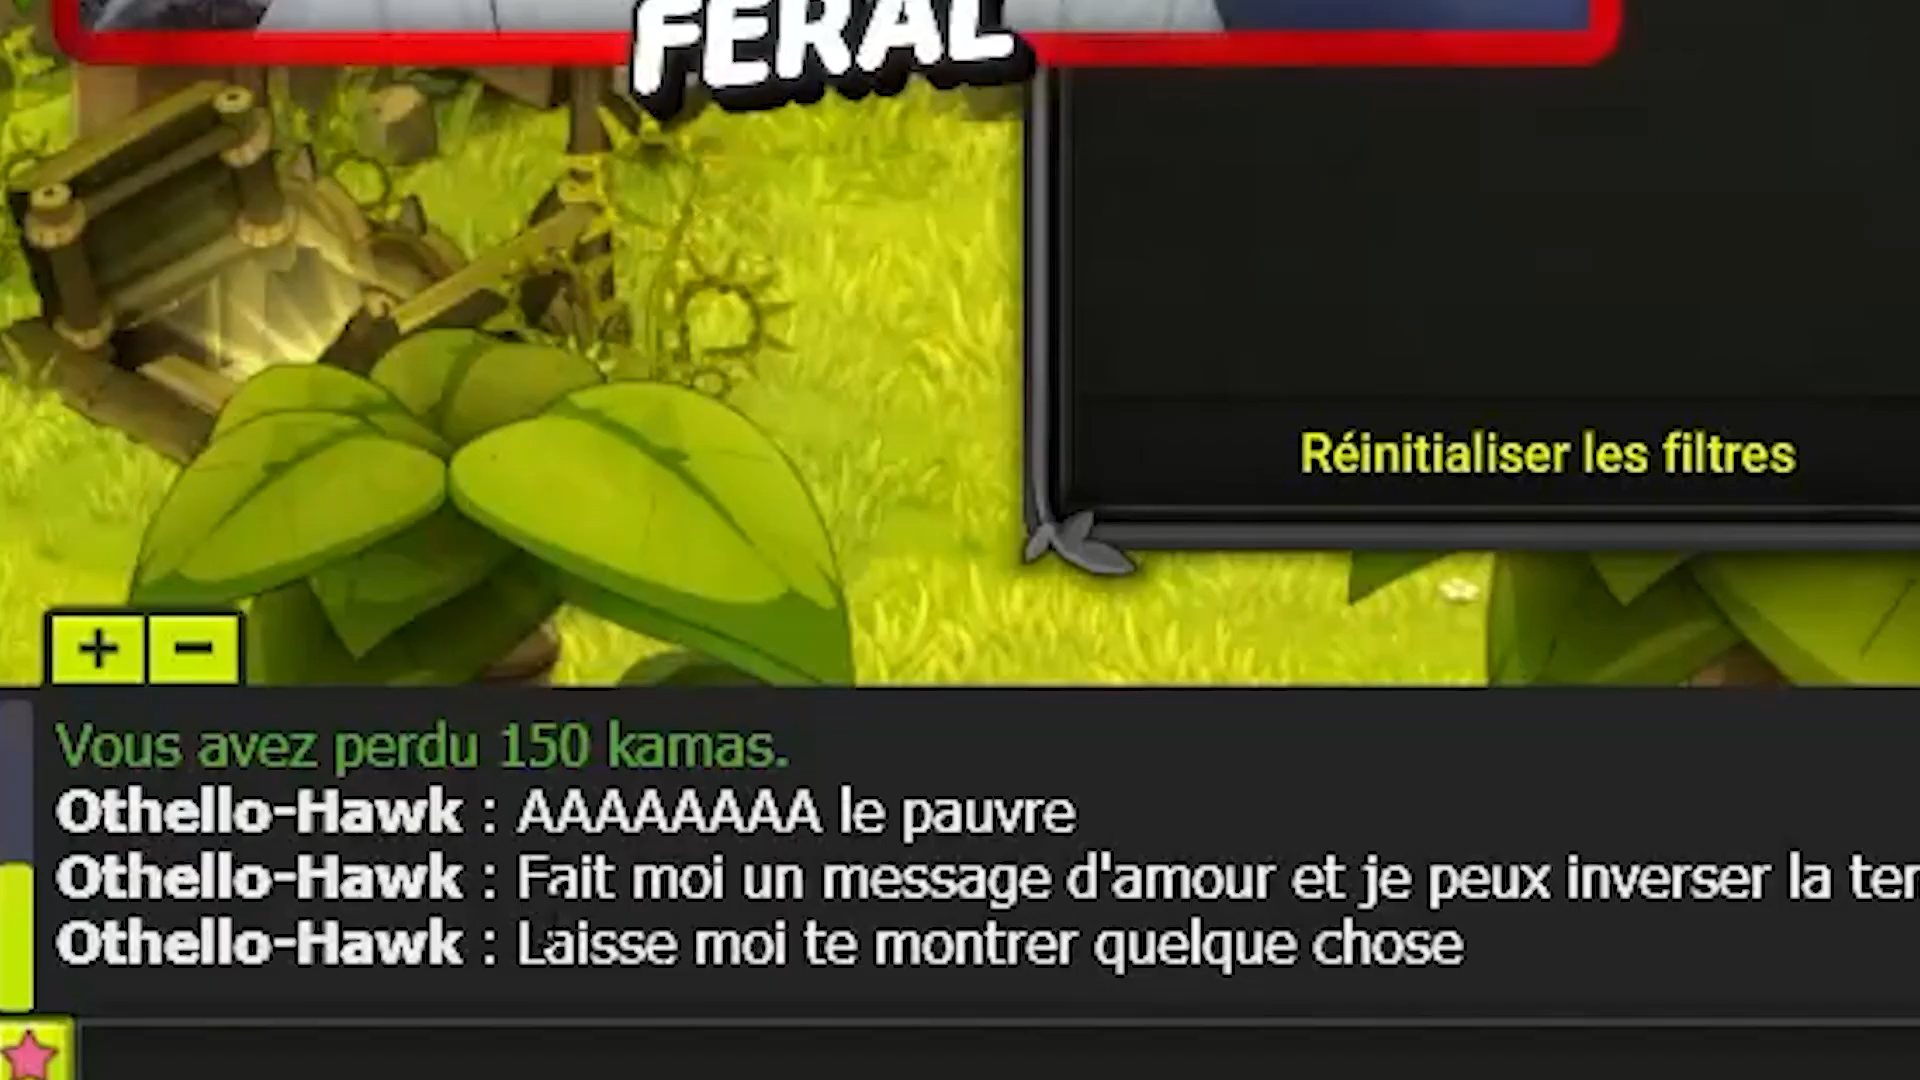 FERAL
Réinitialiser les filtres
+ -
Vous avez perdu 150 kamas.
Othello-Hawk : AAAAAAAA le pauvre
Othello-Hawk : Fait moi un message d'amour et je peux inverser la
Othello-Hawk : Laisse moi te montrer quelque chose